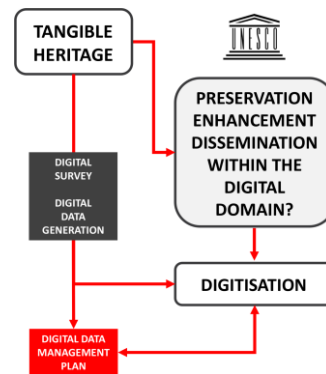 TANGIBLE
HERITAGE
UNESCO
PRESERVATION
ENHANCEMENT
DISSEMINATION
WITHIN THE
DIGITAL
DOMAIN?
DIGITAL
SURVEY
DIGITAL
DATA
GENERATION
DIGITISATION
DIGITAL DATA
MANAGEMENT
PLAN